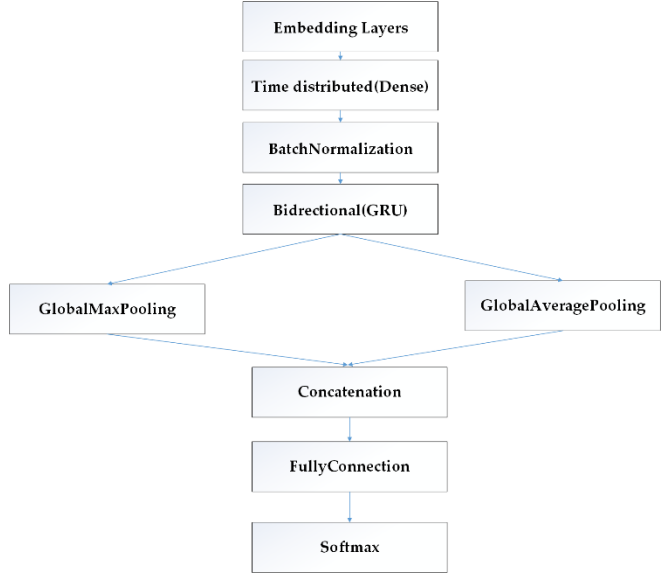 Embedding Layers
Time distributed(Dense)
BatchNormalization
Bidrectional(GRU)
GlobalMaxPooling
GlobalAveragePooling
Concatenation
FullyConnection
Softmax